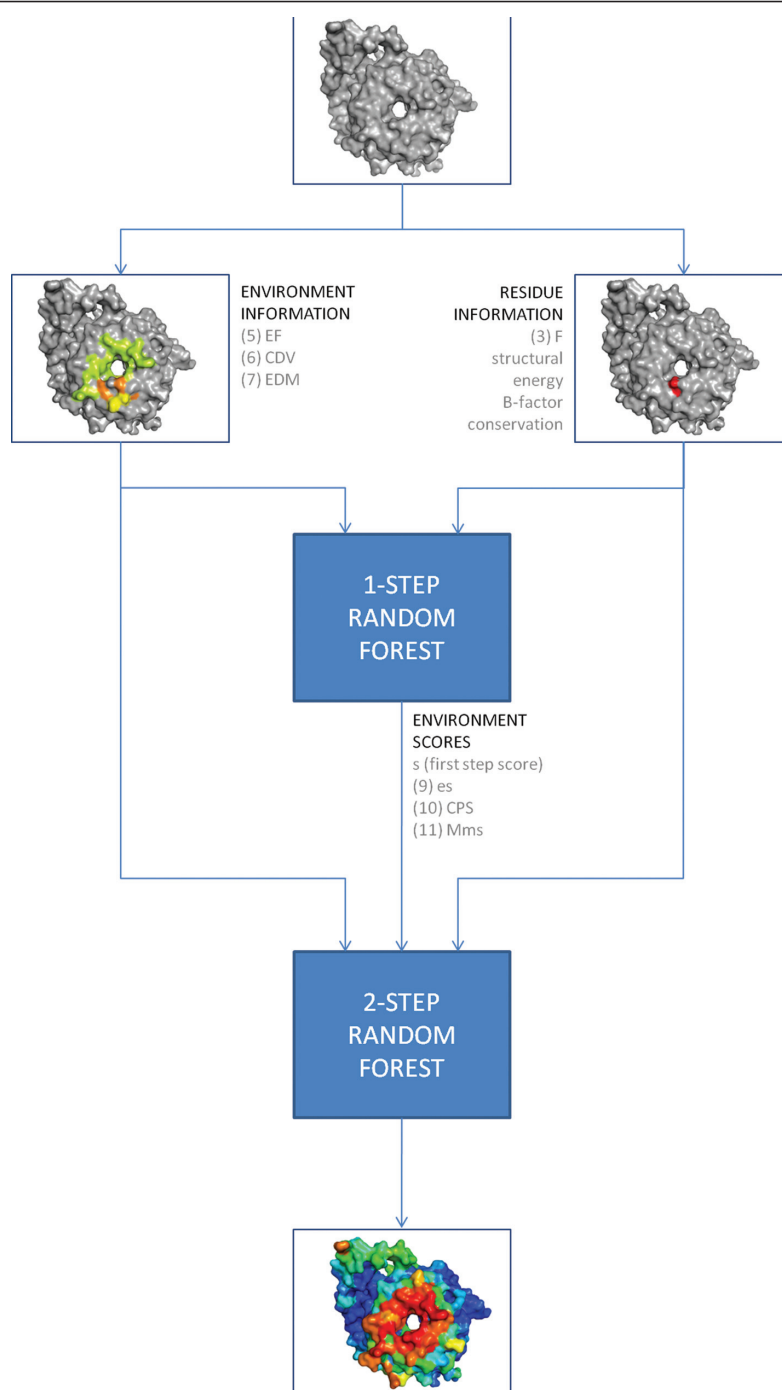 ENVIRONMENT
INFORMATION
(5) EF
(6) CDV
(7) EDM
RESIDUE
INFORMATION
(3) F
structural
energy
B-factor
conservation
1-STEP
RANDOM
FOREST
ENVIRONMENT
SCORES
s (first step score)
(9) es
(10) CPS
(11) Mms
2-STEP
RANDOM
FOREST